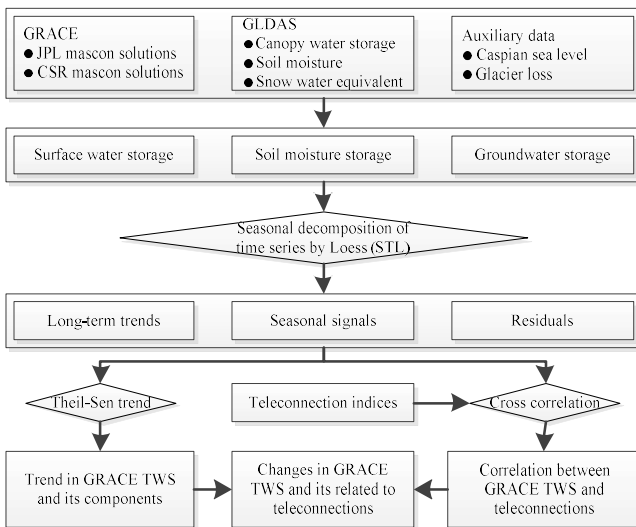 GRACE
● JPL mascon solutions
● CSR mascon solutions
GLDAS
● Canopy water storage
● Soil moisture
● Snow water equivalent
Auxiliary data
● Caspian sea level
● Glacier loss
Surface water storage
Soil moisture storage
Groundwater storage
Seasonal decomposition of
time series by Loess (STL)
Long-term trends
Seasonal signals
Residuals
Theil-Sen trend
Teleconnection indices
Cross correlation
Trend in GRACE TWS
and its components
Changes in GRACE
TWS and its related to
teleconnections
Correlation between
GRACE TWS and
teleconnections